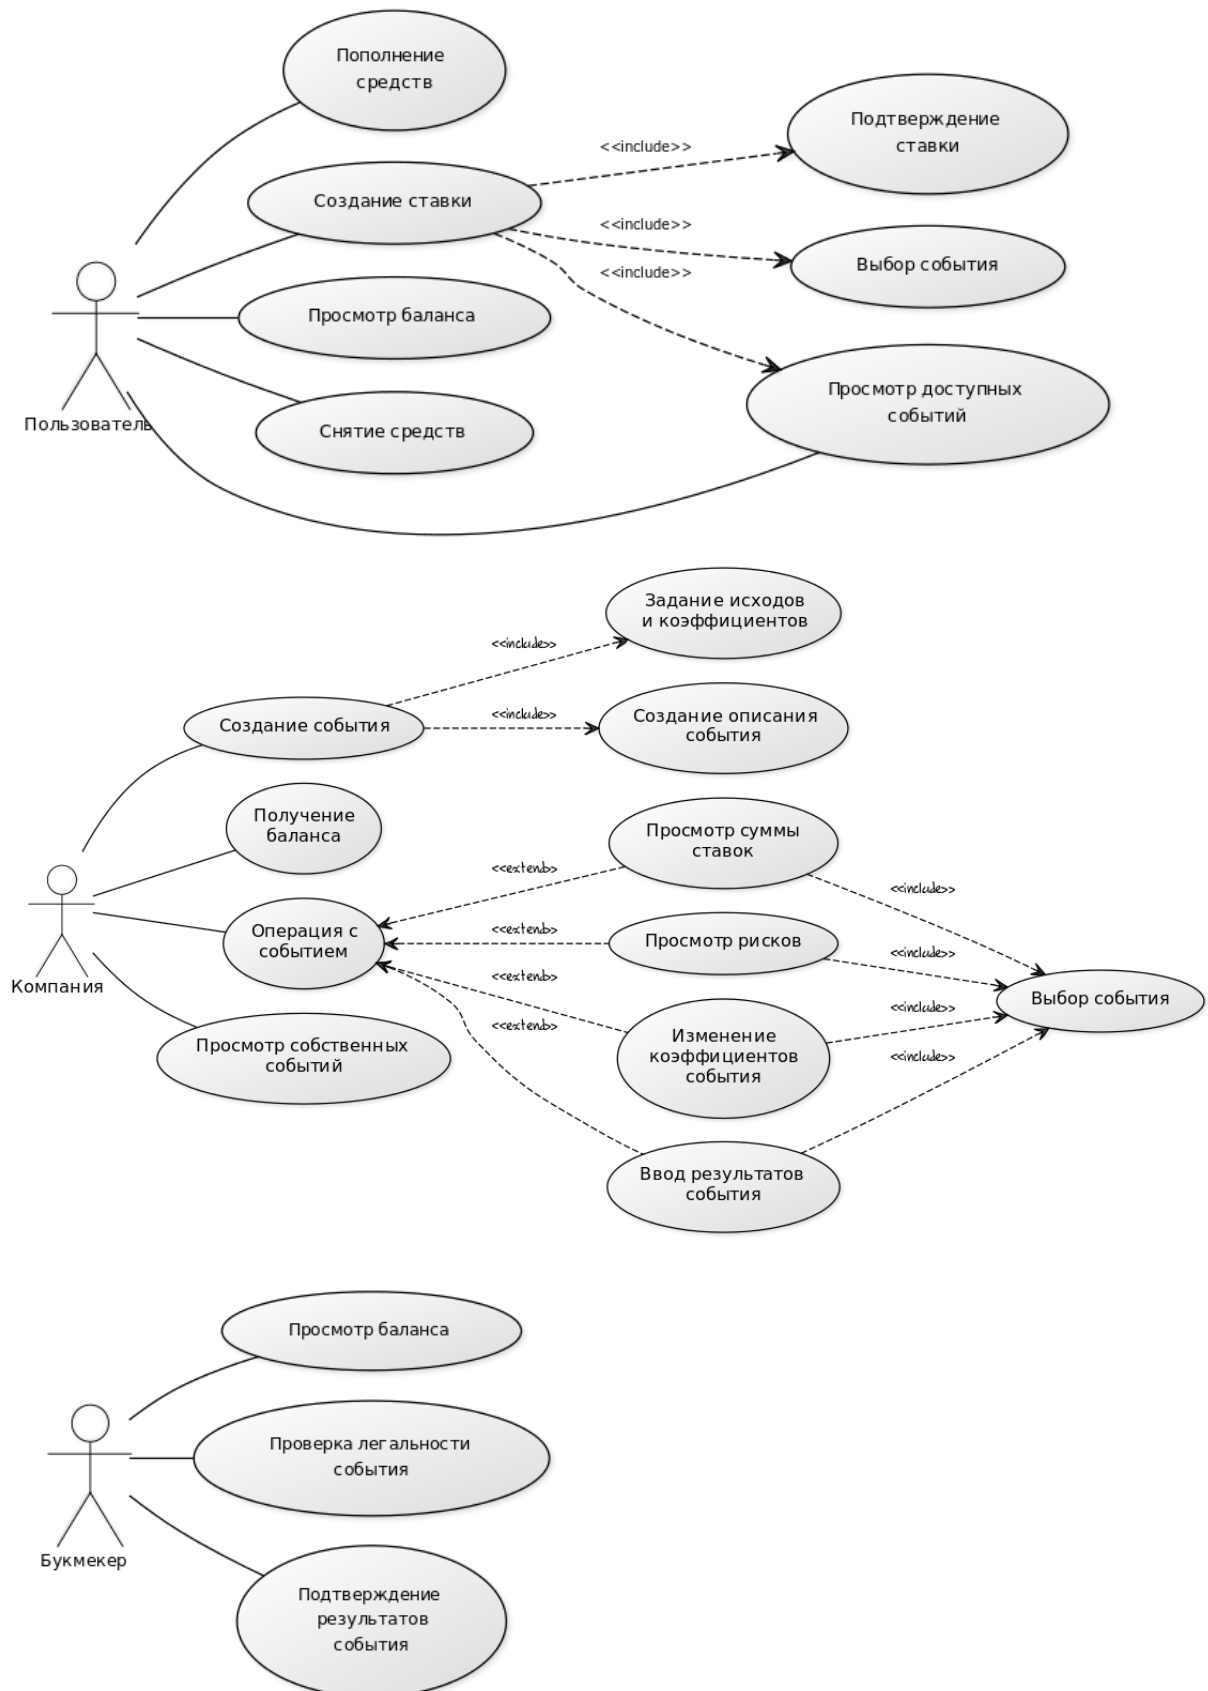 Пополнение
средств
Подтверждение
ставки
<<include>>
Создание ставки
<<include>>
Выбор события
<<include>>
Просмотр баланса
Просмотр доступных
событий
Пользователь
Снятие средств
Задание исходов
и коэффициентов
<<include>>
Создание события
<<include>>
Создание описания
события
Получение
баланса
Просмотр суммы
ставок
<<extend>>
<<include>>
Операция с
событием
<<extend>>
Просмотр рисков
<<include>>
<<extend>>
Выбор события
Компания
<<include>>
<<extend>>
Изменение
коэффициентов
события
<<include>>
Просмотр собственных
событий
Ввод результатов
события
Просмотр баланса
Проверка легальности
события
Букмекер
Подтверждение
результатов
события